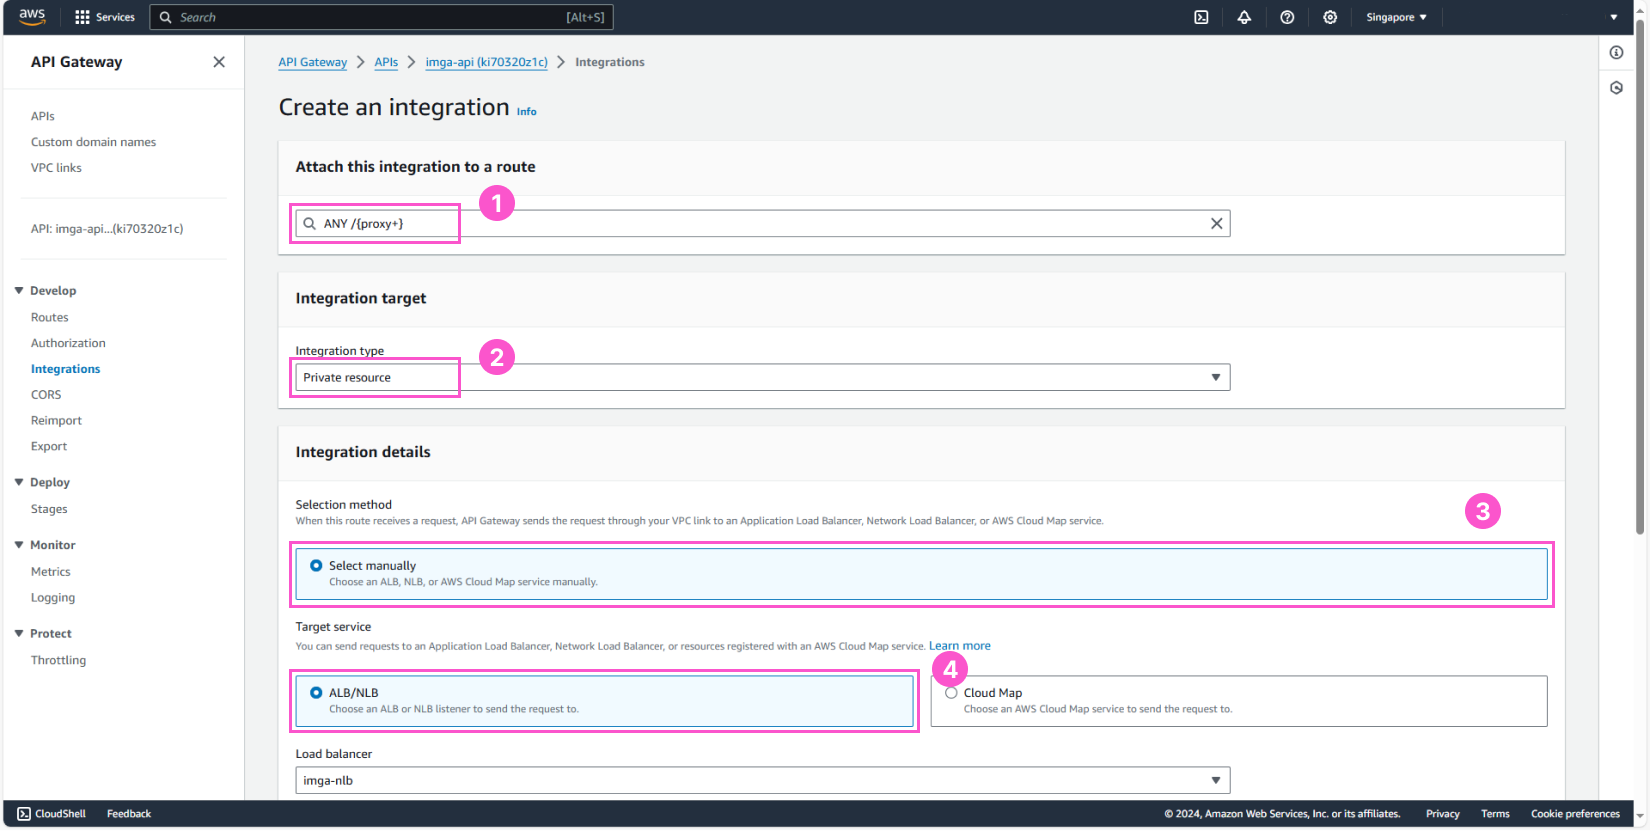 aws
Services
Search
[Alt+S]
Singapore
API Gateway
APIs
Custom domain names
VPC links
API: imga-api...(ki70320z1c)
Develop
Routes
Authorization
Integrations
CORS
Reimport
Export
Deploy
Stages
Monitor
Metrics
Logging
Protect
Throttling
API Gateway > APIs > imga-api (ki70320z1c) > Integrations
Create an integration Info
Attach this integration to a route
1
ANY /{proxy+}
Integration target
Integration type
2
Private resource
Integration details
Selection method
When this route receives a request, API Gateway sends the request through your VPC link to an Application Load Balancer, Network Load Balancer, or AWS Cloud Map service.
3
Select manually
Choose an ALB, NLB, or AWS Cloud Map service manually.
Target service
You can send requests to an Application Load Balancer, Network Load Balancer, or resources registered with an AWS Cloud Map service. Learn more
4
ALB/NLB
Choose an ALB or NLB listener to send the request to.
Cloud Map
Choose an AWS Cloud Map service to send the request to.
Load balancer
imga-nlb
CloudShell
Feedback
© 2024, Amazon Web Services, Inc. or its affiliates.
Privacy
Terms
Cookie preferences